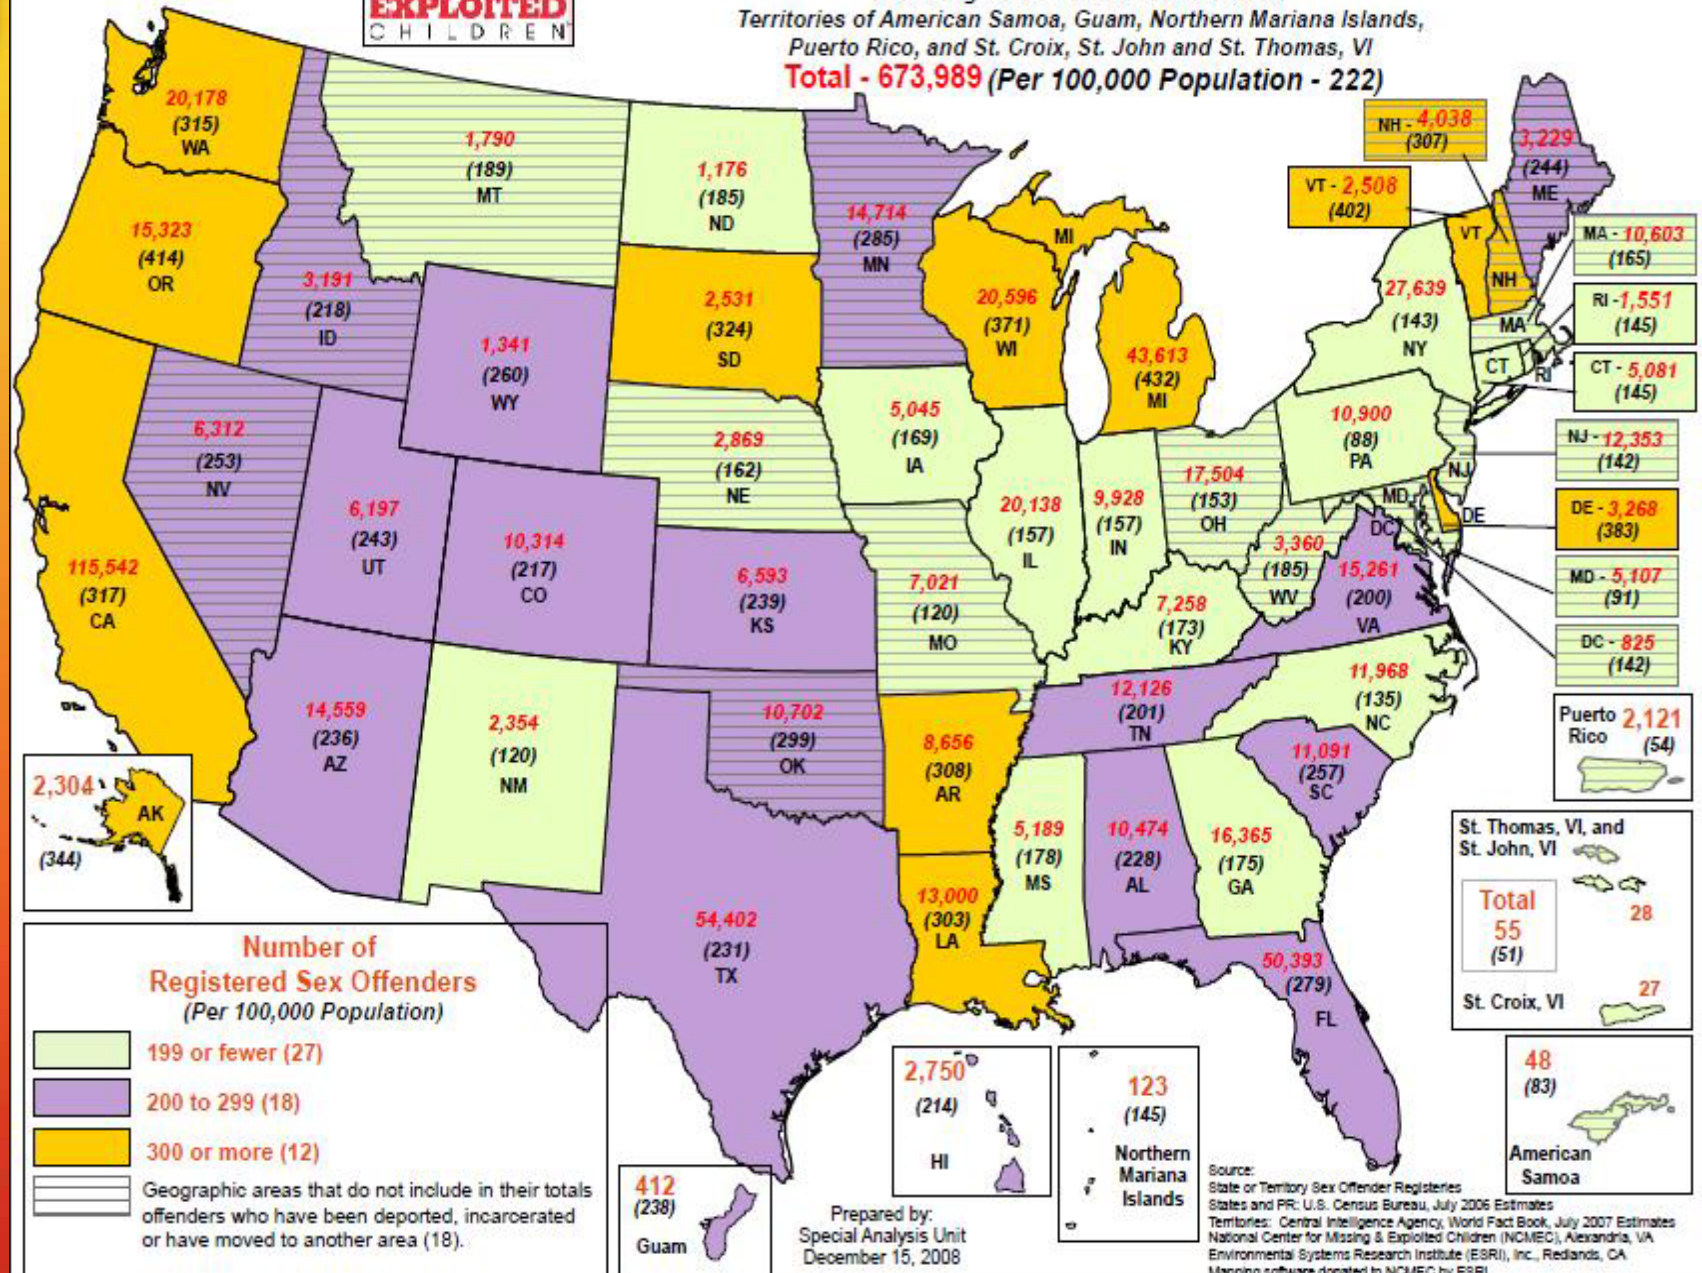 EXPLOITED
CHILDREN
Territories of American Samoa, Guam, Northern Mariana Islands,
Puerto Rico, and St. Croix, St. John and St. Thomas, VI
Total - 673,989 (Per 100,000 Population - 222)
20,178
(315)
WA
1,790
(189)
MT
1,176
(185)
ND
14,714
(285)
MN
NH - 4,038
(307)
3,229
(244)
ME
VT - 2,508
(402)
VT
NH
MA - 10,603
(165)
15,323
(414)
OR
3,191
(218)
ID
2,531
(324)
SD
20,596
(371)
WI
MI
27,639
(143)
NY
MA
RI - 1,551
(145)
1,341
(260)
WY
43,613
(432)
MI
CT
RI
CT - 5,081
(145)
6,312
(253)
NV
2,869
(162)
NE
5,045
(169)
IA
10,900
(88)
PA
NJ
NJ - 12,353
(142)
6,197
(243)
UT
10,314
(217)
CO
20,138
(157)
IL
9,928
(157)
IN
17,504
(153)
OH
MD
DC
DE
DE - 3,268
(383)
115,542
(317)
CA
6,593
(239)
KS
7,021
(120)
MO
7,258
(173)
KY
3,360
(185)
WV
15,261
(200)
VA
MD - 5,107
(91)
DC - 825
(142)
14,559
(236)
AZ
2,354
(120)
NM
10,702
(299)
OK
8,656
(308)
AR
12,126
(201)
TN
11,968
(135)
NC
Puerto Rico 2,121
(54)
2,304
AK
(344)
11,091
(257)
SC
5,189
(178)
MS
10,474
(228)
AL
16,365
(175)
GA
St. Thomas, VI, and
St. John, VI
Total
55
(51)
28
27
St. Croix, VI
54,402
(231)
TX
13,000
(303)
LA
50,393
(279)
FL
Number of
Registered Sex Offenders
(Per 100,000 Population)
199 or fewer (27)
200 to 299 (18)
300 or more (12)
Geographic areas that do not include in their totals
offenders who have been deported, incarcerated
or have moved to another area (18).
412
(238)
Guam
2,750
(214)
HI
123
(145)
Northern
Mariana
Islands
48
(83)
American
Samoa
Prepared by:
Special Analysis Unit
December 15, 2008
Source:
State or Territory Sex Offender Registries
States and PR: U.S. Census Bureau, July 2006 Estimates
Territories: Central Intelligence Agency, World Fact Book, July 2007 Estimates
National Center for Missing & Exploited Children (NCMEC), Alexandria, VA
Environmental Systems Research Institute (ESRI), Inc., Redlands, CA
Mapping software donated to NCMEC by ESRI